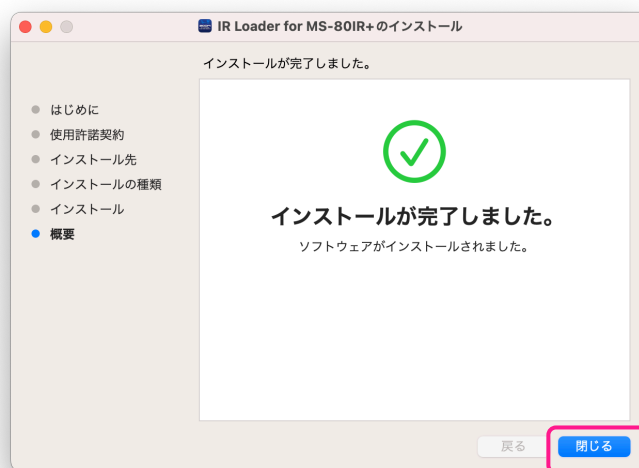 IR Loader for MS-80IR+のインストール
インストールが完了しました。
はじめに
使用許諾契約
インストール先
インストールの種類
インストール
概要
インストールが完了しました。
ソフトウェアがインストールされました。
戻る
閉じる